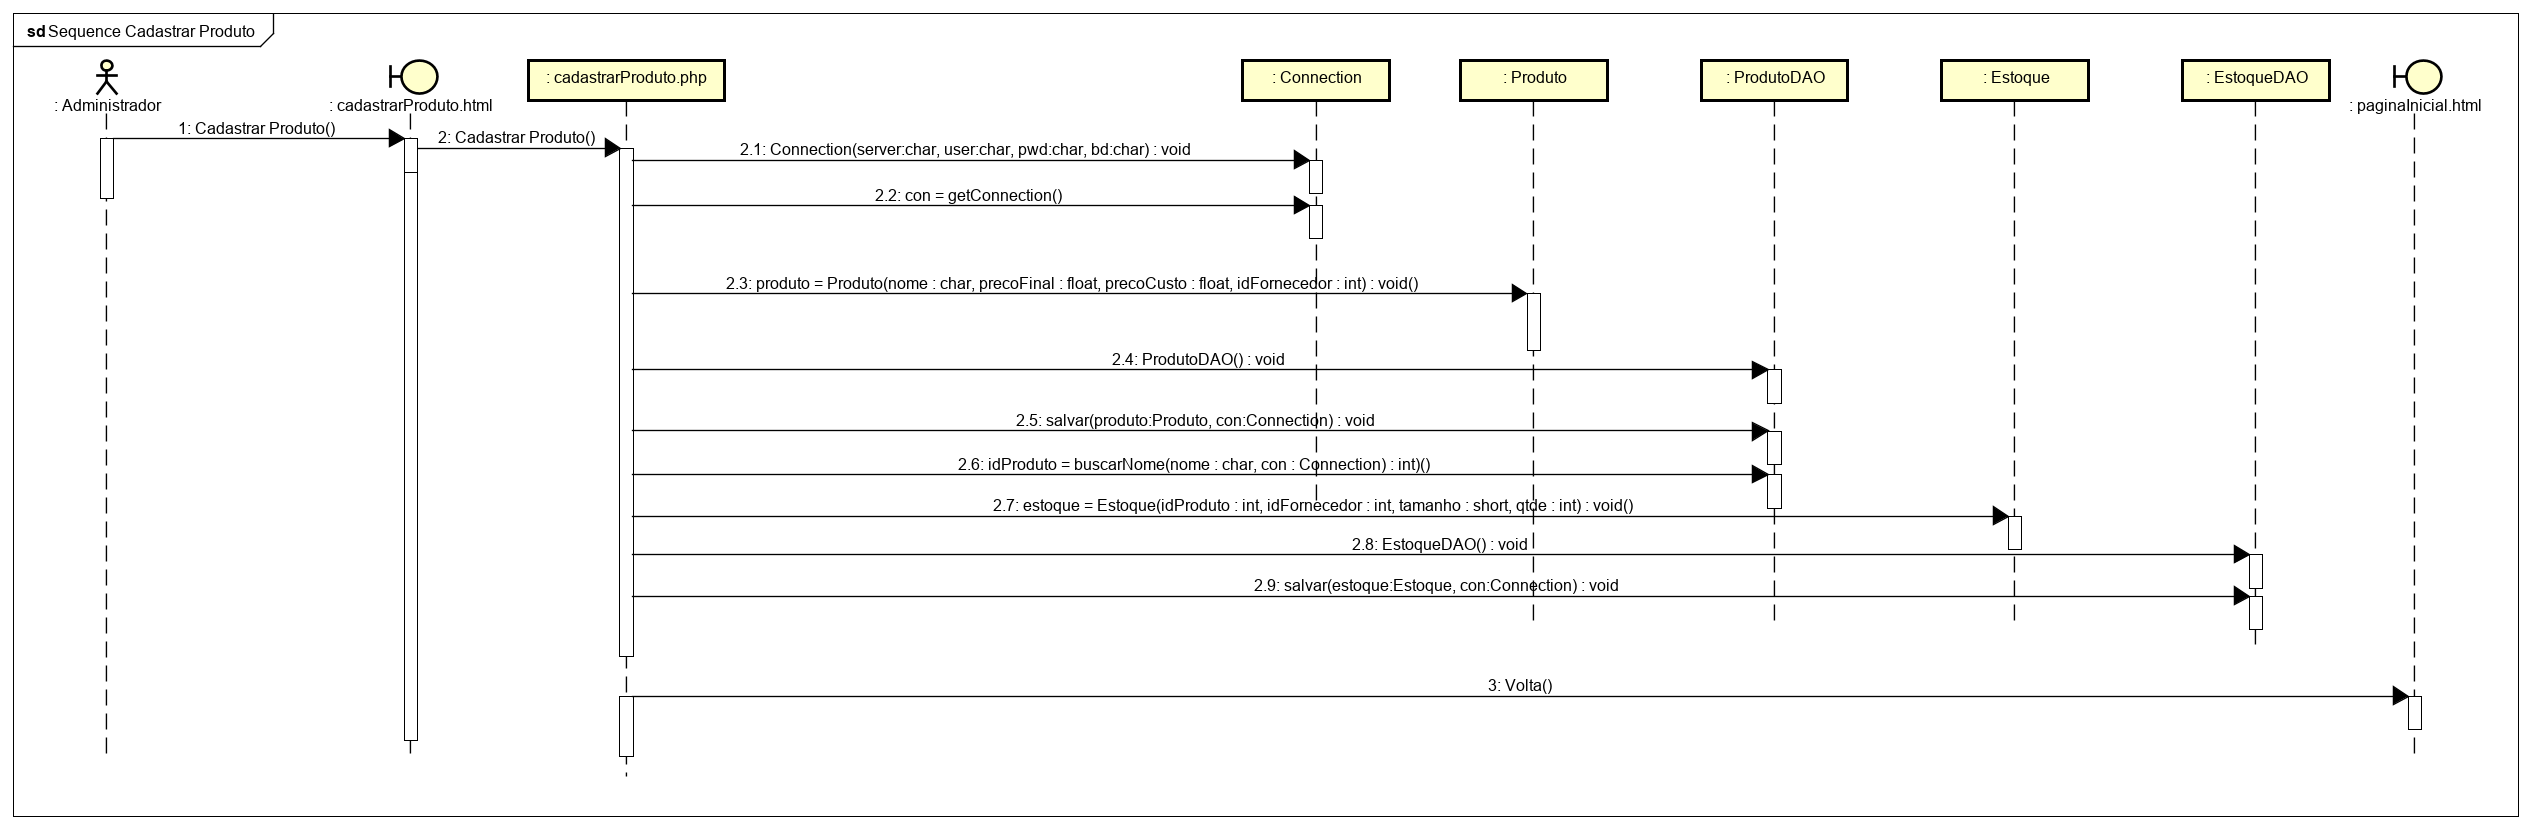 sd Sequence Cadastrar Produto
: Administrador
: cadastrarProduto.html
: cadastrarProduto.php
: Connection
: Produto
: ProdutoDAO
: Estoque
: EstoqueDAO
: paginaInicial.html
1: Cadastrar Produto()
2: Cadastrar Produto()
2.1: Connection(server:char, user:char, pwd:char, bd:char) : void
2.2: con = getConnection()
2.3: produto = Produto(nome : char, precoFinal : float, precoCusto : float, idFornecedor : int) : void()
2.4: ProdutoDAO() : void
2.5: salvar(produto:Produto, con:Connection) : void
2.6: idProduto = buscarNome(nome : char, con : Connection) : int)()
2.7: estoque = Estoque(idProduto : int, idFornecedor : int, tamanho : short, qtde : int) : void()
2.8: EstoqueDAO() : void
2.9: salvar(estoque:Estoque, con:Connection) : void
3: Volta()